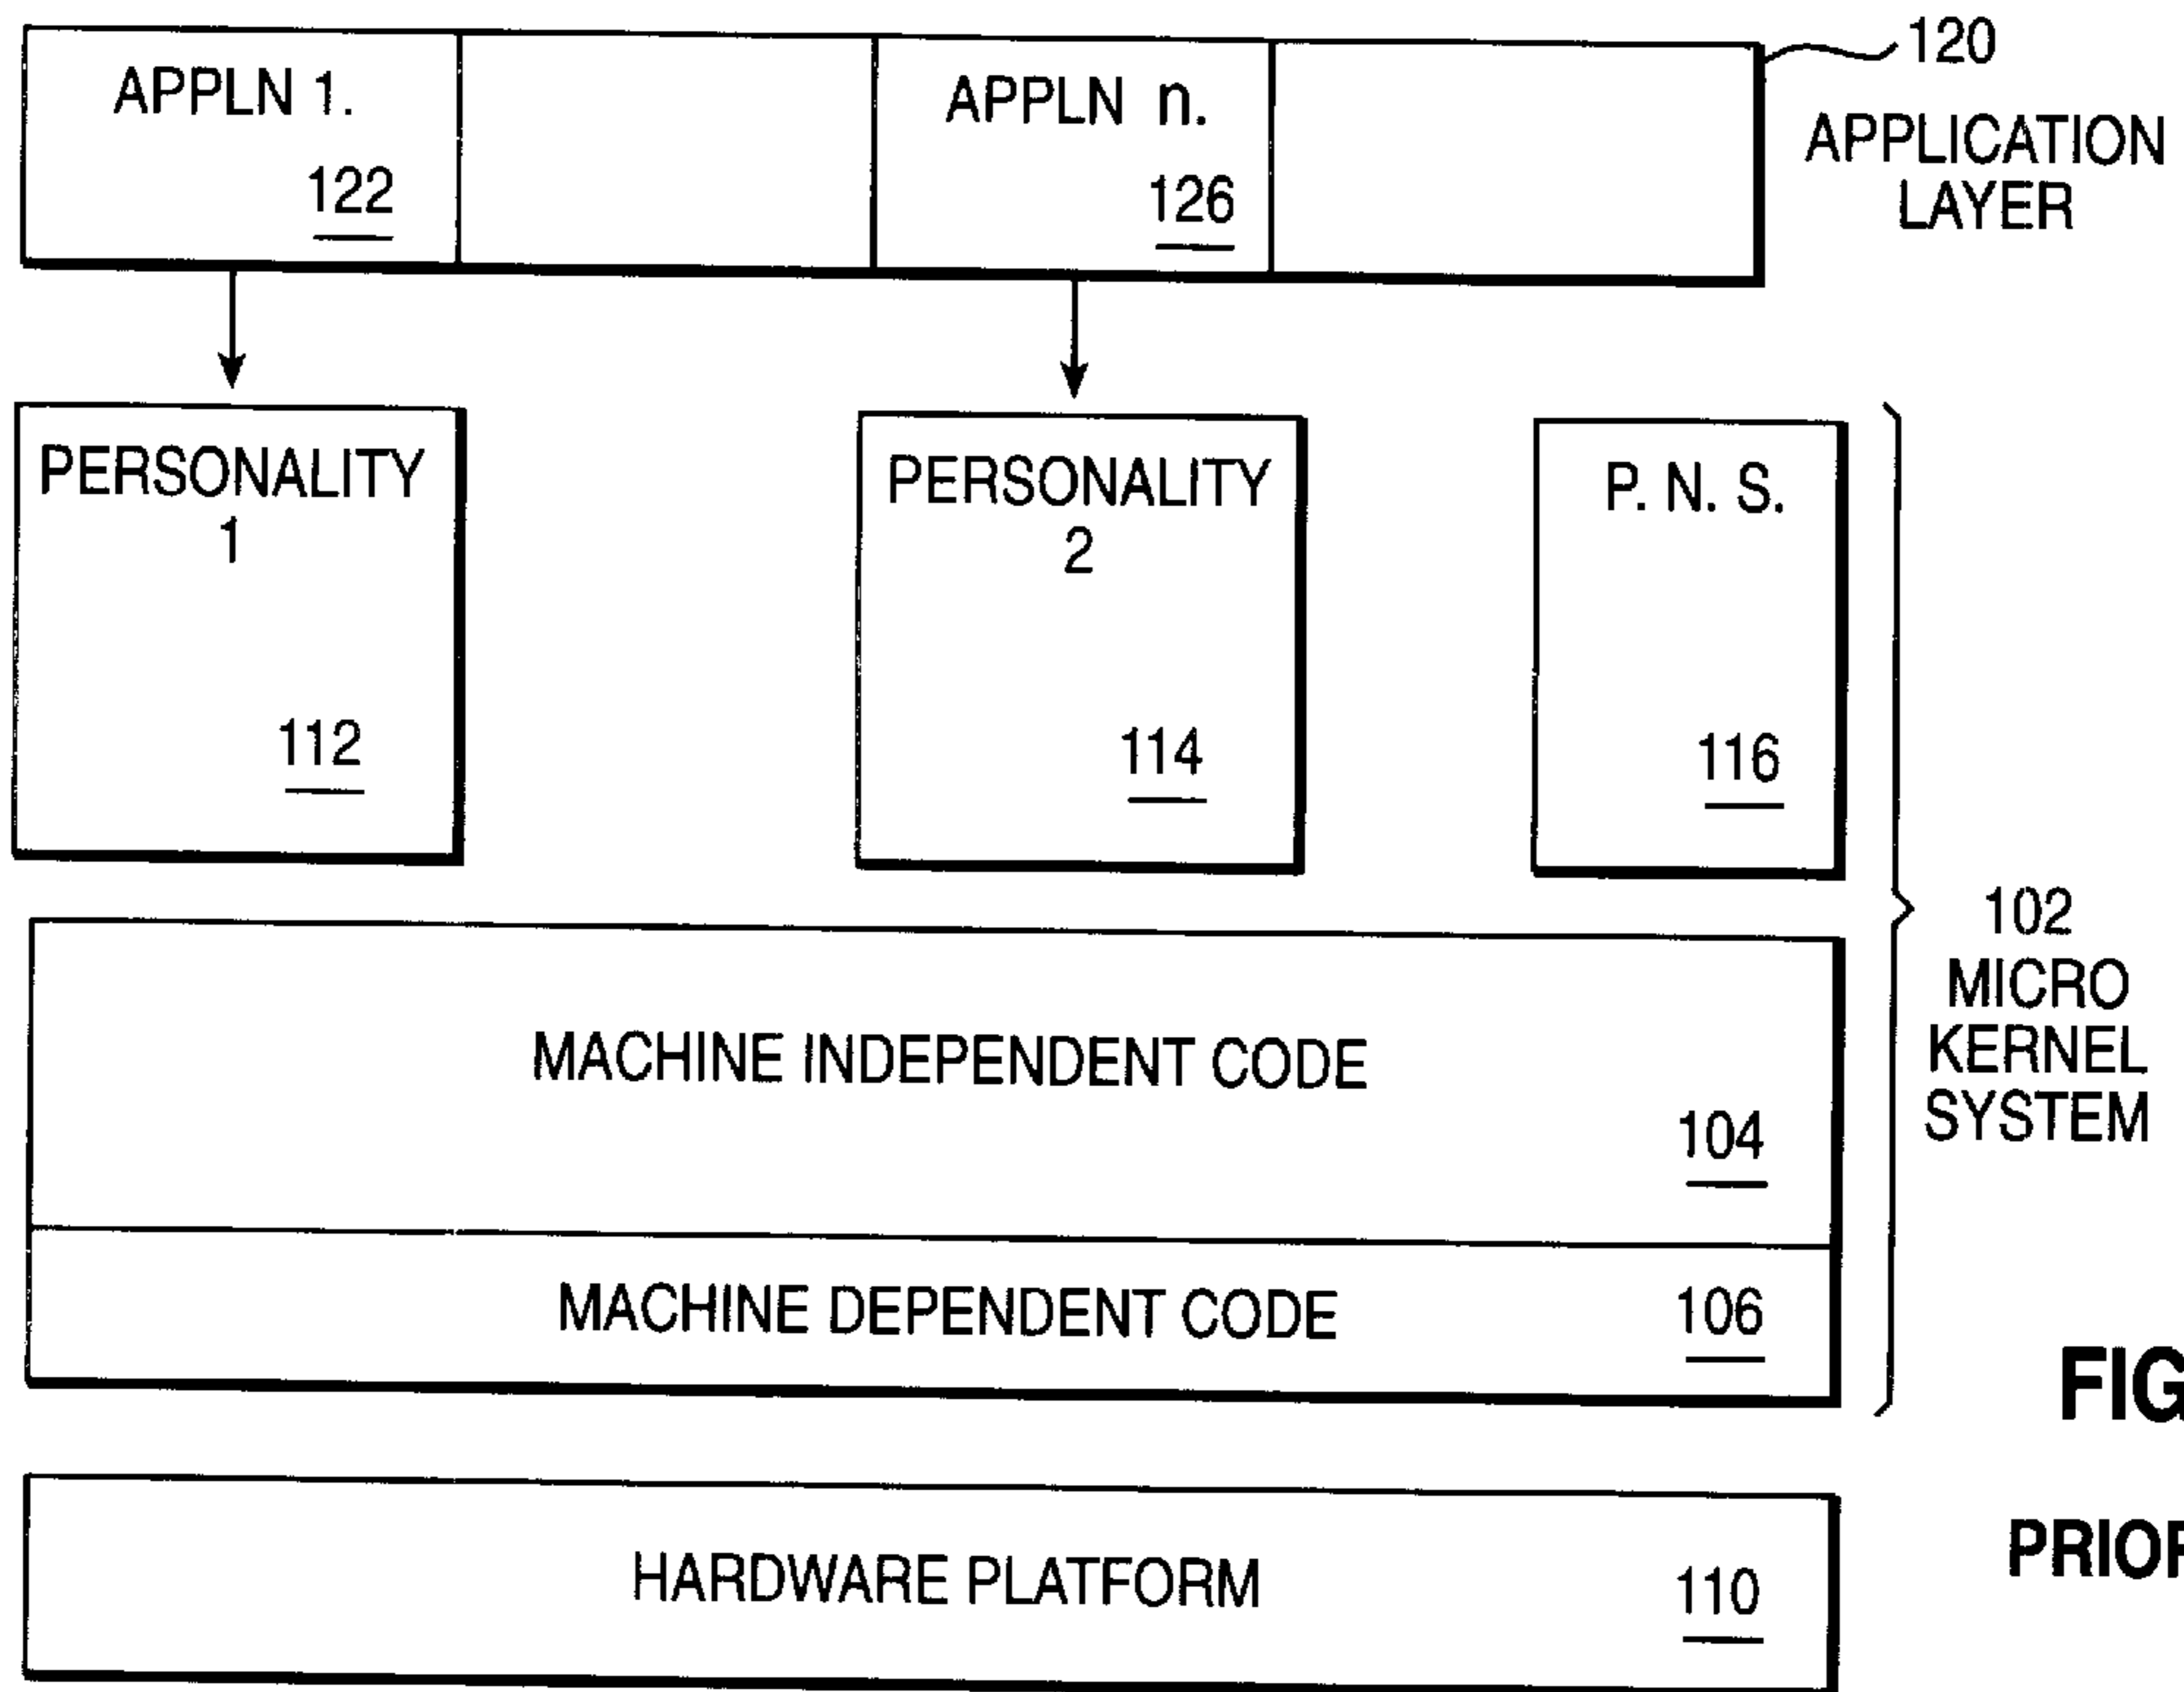 120
APPLICATION
LAYER
APPLN 1.
122
APPLN n.
126
PERSONALITY
1
112
PERSONALITY
2
114
P. N. S.
116
102
MICRO
KERNEL
SYSTEM
MACHINE INDEPENDENT CODE
104
MACHINE DEPENDENT CODE
106
FIG
HARDWARE PLATFORM
110